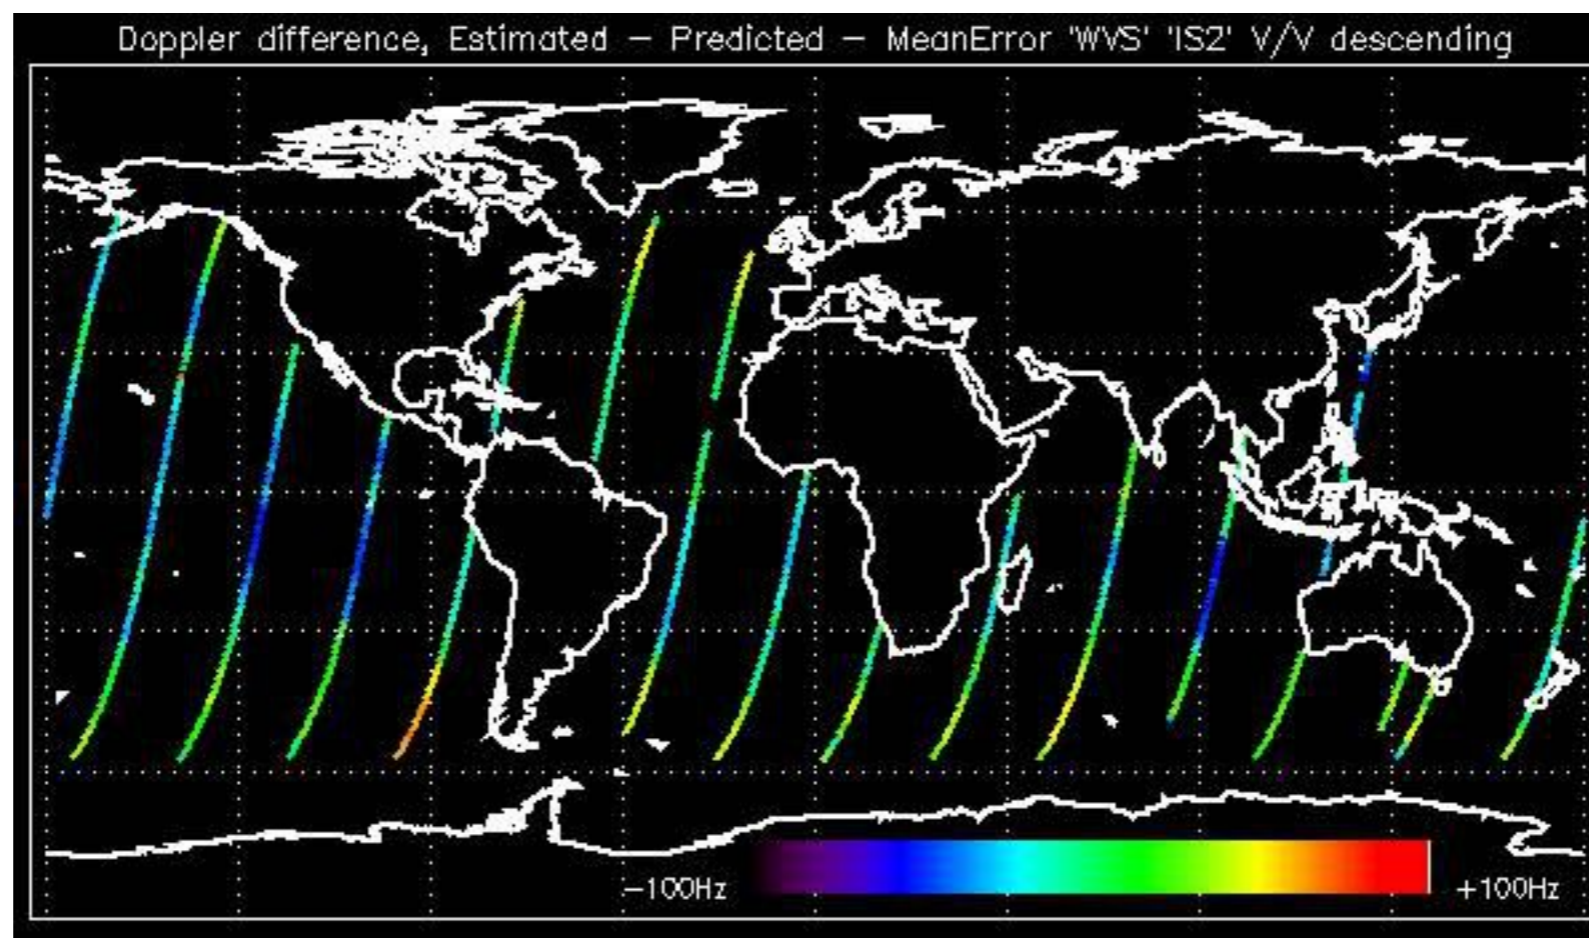 Doppler difference, Estimated – Predicted – MeanError 'WVS' 'IS2' V/V descending
-100Hz +100Hz